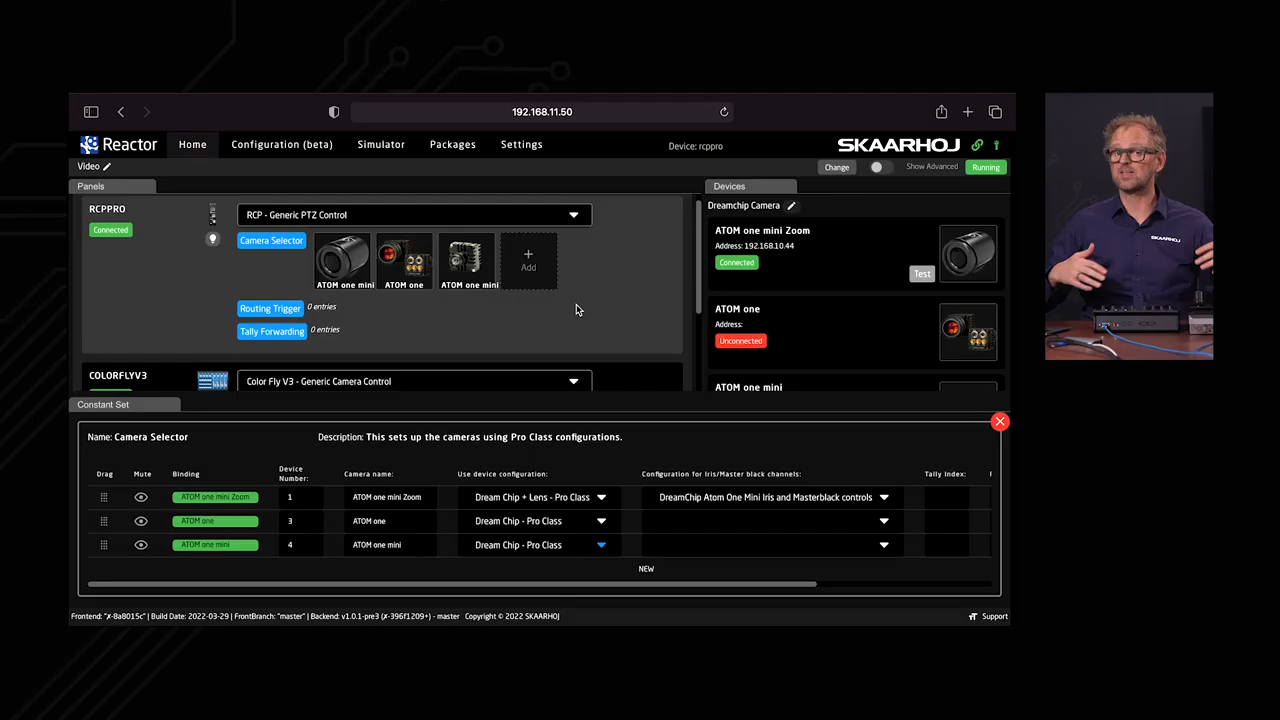 192.168.11.50
Reactor Home Configuration (beta) Simulator Packages Settings Device: rcppro SKAARHOJ
Video Change Show Advanced Running
Panels
RCPPRO
Connected
RCP - Generic PTZ Control
Camera Selector
ATOM one mini ATOM one ATOM one mini
+ Add
Routing Trigger 0 entries
Tally Forwarding 0 entries
COLORFLYV3 Color Fly V3 - Generic Camera Control
Devices
Dreamchip Camera
ATOM one mini Zoom
Address: 192.168.10.44
Connected
Test
ATOM one
Address:
Unconnected
ATOM one mini
Constant Set
Name: Camera Selector Description: This sets up the cameras using Pro Class configurations.
Drag Mute Binding Device Number: Camera name: Use device configuration: Configuration for Iris/Master black channels: Tally Index:
ATOM one mini Zoom 1 ATOM one mini Zoom Dream Chip + Lens - Pro Class DreamChip Atom One Mini Iris and Masterblack controls
ATOM one 3 ATOM one Dream Chip - Pro Class
ATOM one mini 4 ATOM one mini Dream Chip - Pro Class
NEW
Frontend: "✗-8a8015c" | Build Date: 2022-03-29 | FrontBranch: "master" | Backend: v1.0.1-pre3 (✗-396f1209+) - master Copyright © 2022 SKAARHOJ Support
SKAARHOJ